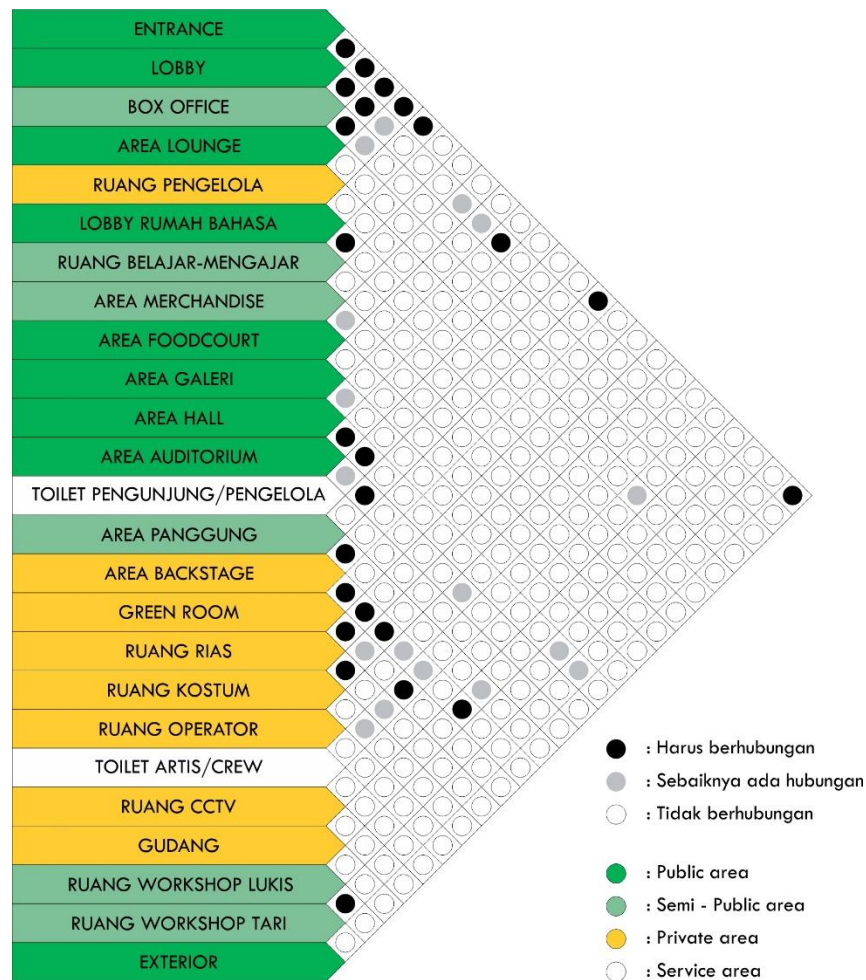 ENTRANCE
LOBBY
BOX OFFICE
AREA LOUNGE
RUANG PENGELOLA
LOBBY RUMAH BAHASA
RUANG BELAJAR-MENGAJAR
AREA MERCHANDISE
AREA FOODCOURT
AREA GALERI
AREA HALL
AREA AUDITORIUM
TOILET PENGUNJUNG/PENGELOLA
AREA PANGGUNG
AREA BACKSTAGE
GREEN ROOM
RUANG RIAS
RUANG KOSTUM
RUANG OPERATOR
TOILET ARTIS/CREW
RUANG CCTV
GUDANG
RUANG WORKSHOP LUKIS
RUANG WORKSHOP TARI
EXTERIOR
: Harus berhubungan
: Sebaiknya ada hubungan
: Tidak berhubungan
: Public area
: Semi - Public area
: Private area
: Service area